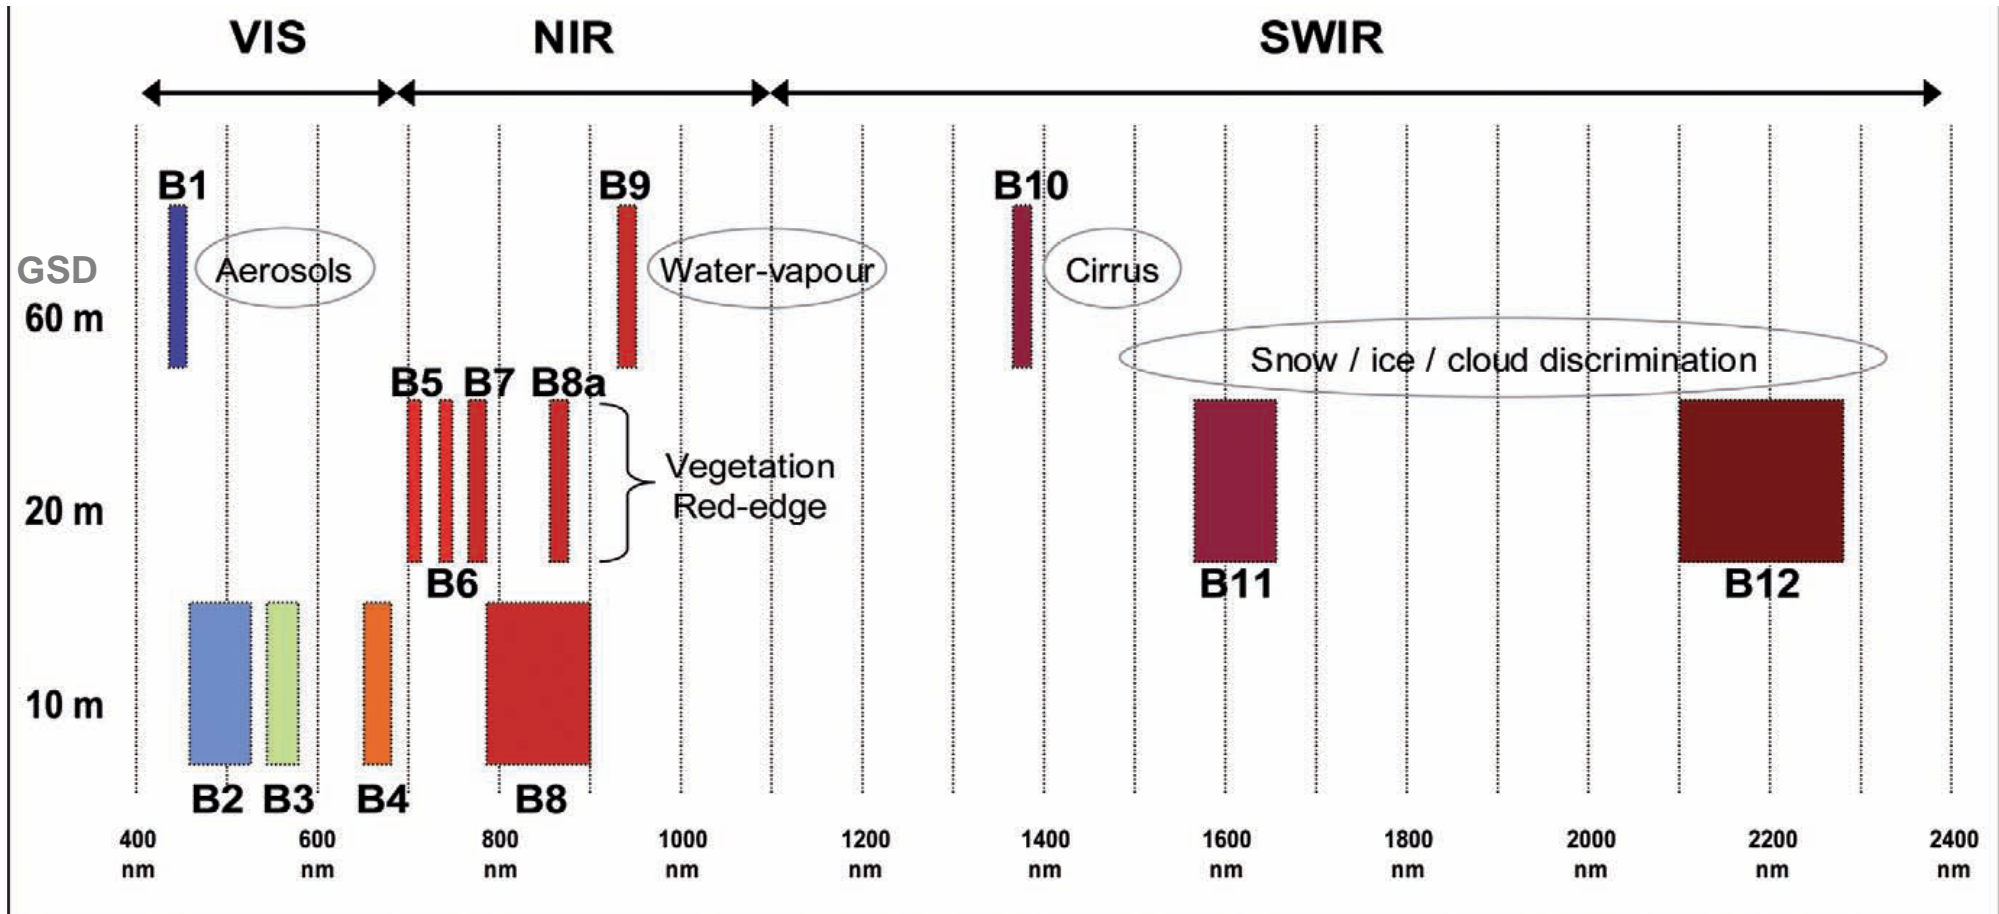 VIS NIR SWIR
B1 B9 B10
GSD Aerosols Water-vapour Cirrus
60 m
Snow / ice / cloud discrimination
B5 B7 B8a
Vegetation
Red-edge
20 m
B6 B11 B12
10 m
B2 B3 B4 B8
400 600 800 1000 1200 1400 1600 1800 2000 2200 2400
nm nm nm nm nm nm nm nm nm nm nm